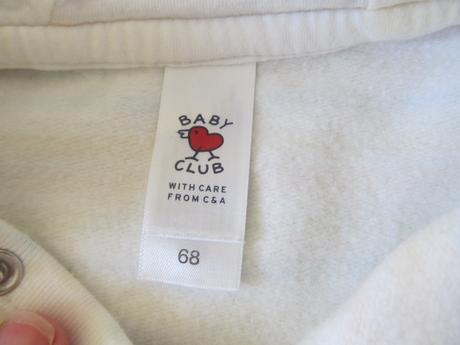 BABY
CLUB
WITH CARE
FROM C&A
68